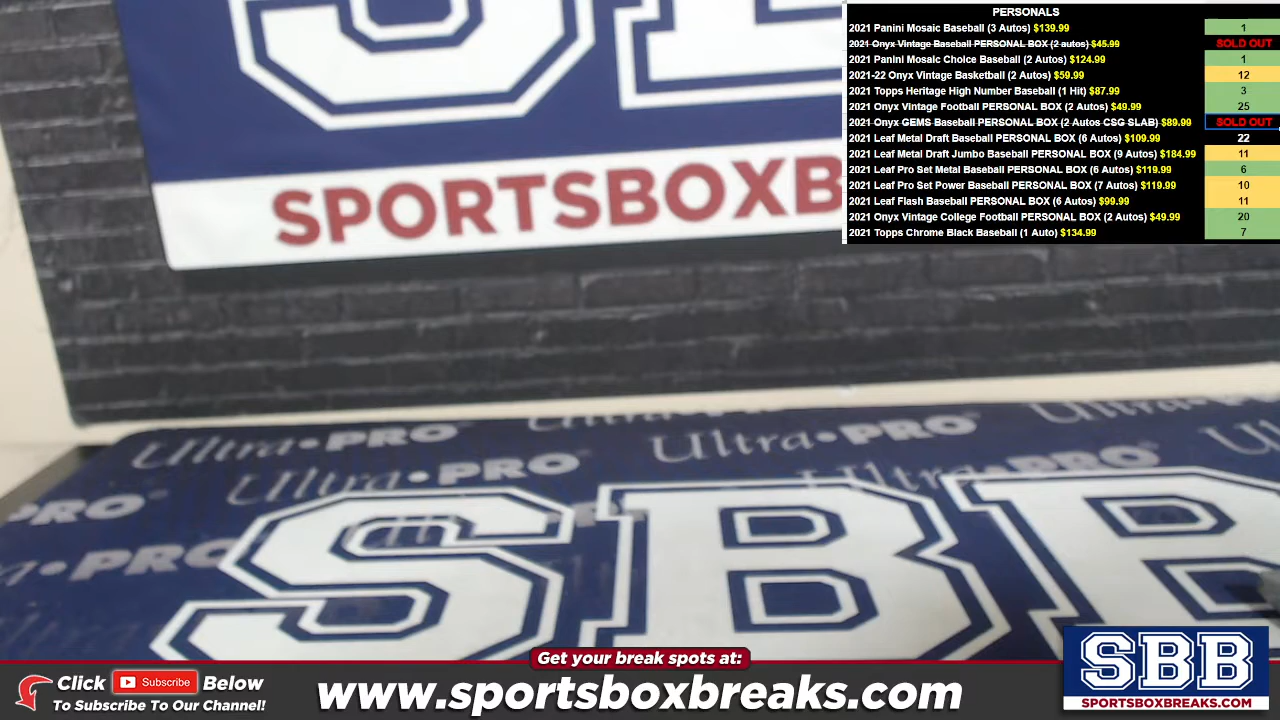 PERSONALS
2021 Panini Mosaic Baseball (3 Autos) $139.99 1
2021 Onyx Vintage Baseball PERSONAL BOX (2 autos) $45.99 SOLD OUT
2021 Panini Mosaic Choice Baseball (2 Autos) $124.99 1
2021-22 Onyx Vintage Basketball (2 Autos) $59.99 12
2021 Topps Heritage High Number Baseball (1 Hit) $87.99 3
2021 Onyx Vintage Football PERSONAL BOX (2 Autos) $49.99 25
2021 Onyx GEMS Baseball PERSONAL BOX (2 Autos CSG SLAB) $89.99 SOLD OUT
2021 Leaf Metal Draft Baseball PERSONAL BOX (6 Autos) $109.99 22
2021 Leaf Metal Draft Jumbo Baseball PERSONAL BOX (9 Autos) $184.99 11
2021 Leaf Pro Set Metal Baseball PERSONAL BOX (6 Autos) $119.99 6
2021 Leaf Pro Set Power Baseball PERSONAL BOX (7 Autos) $119.99 10
2021 Leaf Flash Baseball PERSONAL BOX (6 Autos) $99.99 11
2021 Onyx Vintage College Football PERSONAL BOX (2 Autos) $49.99 20
2021 Topps Chrome Black Baseball (1 Auto) $134.99 7
SPORTSBOXB
Ultra•PRO Ultra•PRO
Ultra•PRO Ultra•PRO
PRO
•PRO
SBB
Get your break spots at:
Click Subscribe Below
To Subscribe To Our Channel!
www.sportsboxbreaks.com
SBB
SPORTSBOXBREAKS.COM